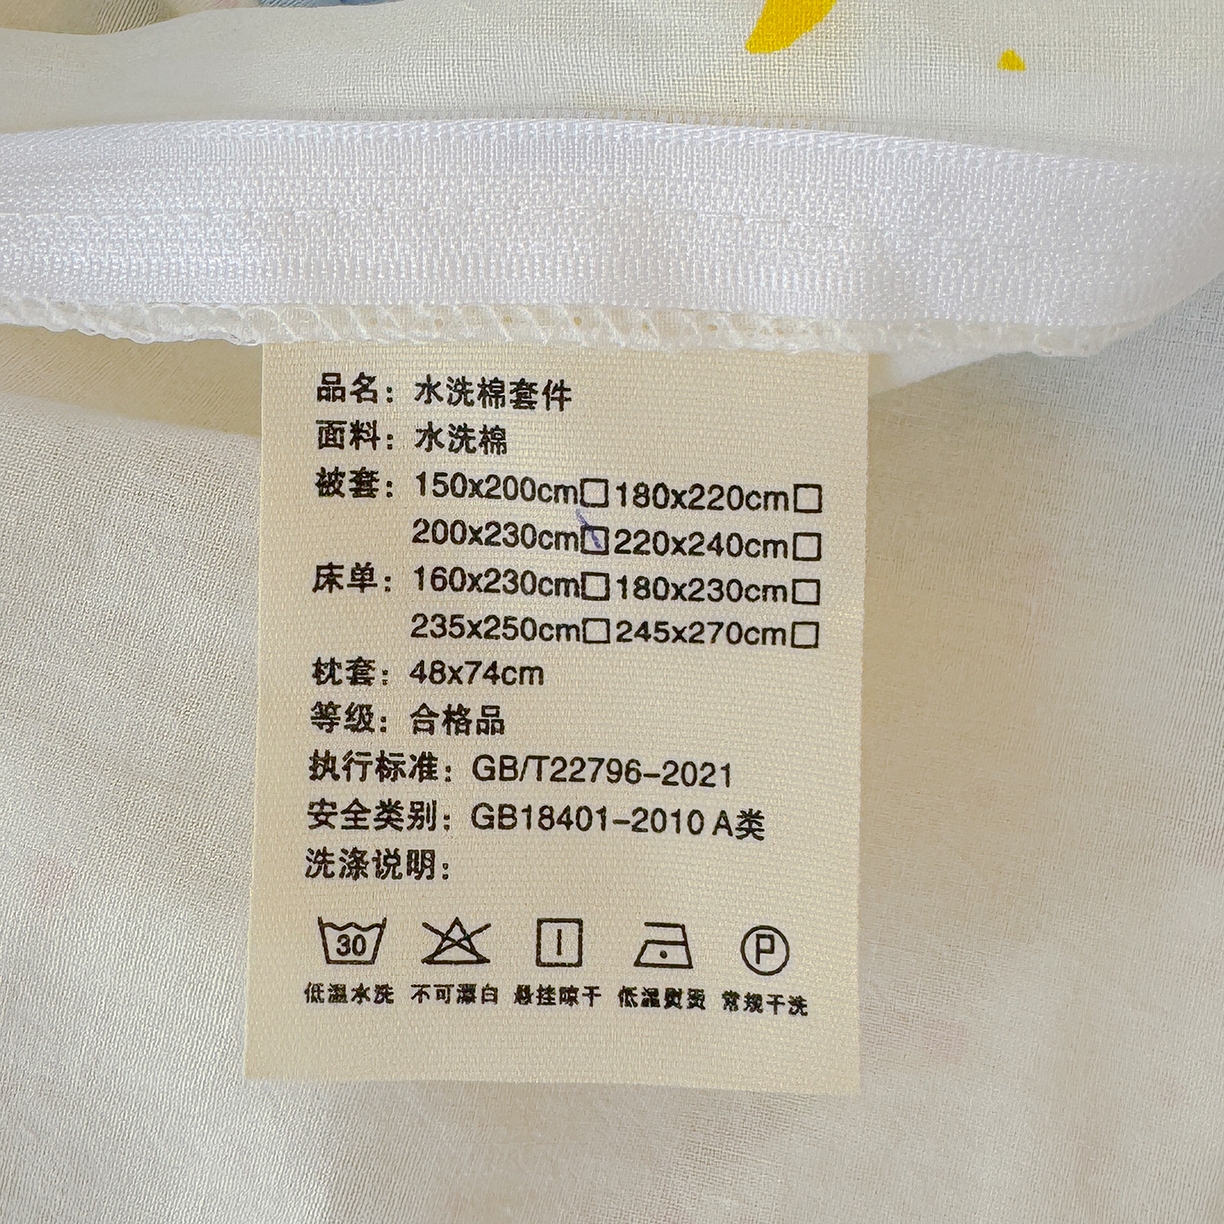 品名：水洗棉套件
面料：水洗棉
被套：150x200cm□180x220cm□
200x230cm□220x240cm□
床单：160x230cm□180x230cm□
235x250cm□245x270cm□
枕套：48x74cm
等级：合格品
执行标准：GB/T22796-2021
安全类别：GB18401-2010 A类
洗涤说明：
30 P
低温水洗 不可漂白 悬挂晾干 低温熨烫 常规干洗